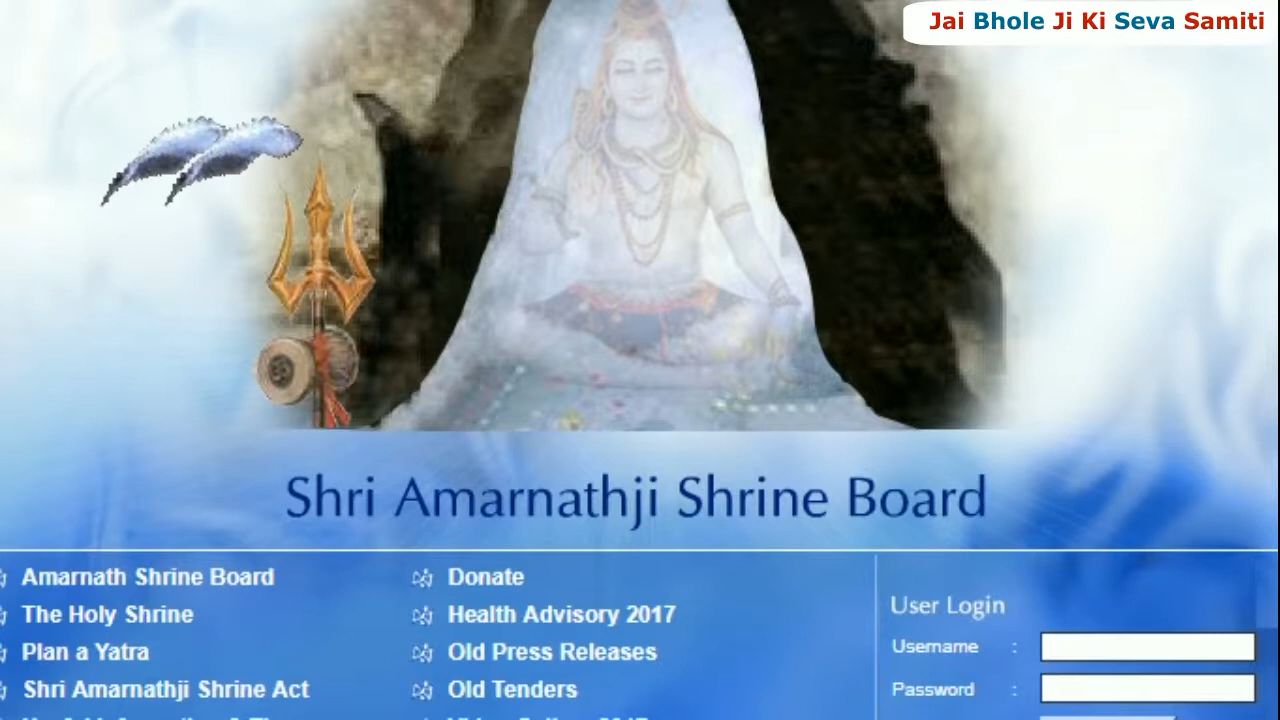 Jai Bhole Ji Ki Seva Samiti
Shri Amarnathji Shrine Board
Amarnath Shrine Board
Donate
The Holy Shrine
Health Advisory 2017
Plan a Yatra
Old Press Releases
Shri Amarnathji Shrine Act
Old Tenders
User Login
Username :
Password :